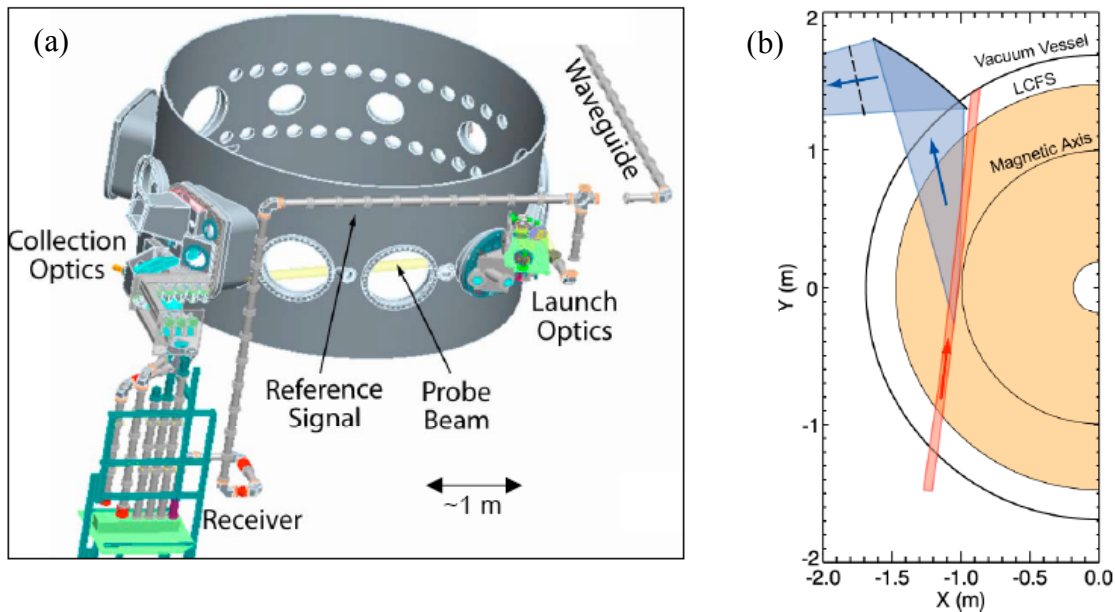 (a)
Waveguide
Collection
Optics
Launch
Optics
Reference
Signal
Probe
Beam
Receiver
~1 m
(b)
Vacuum Vessel
LCFS
Magnetic Axis
2
1
0
-1
-2
Y (m)
-2.0 -1.5 -1.0 -0.5 0.0
X (m)